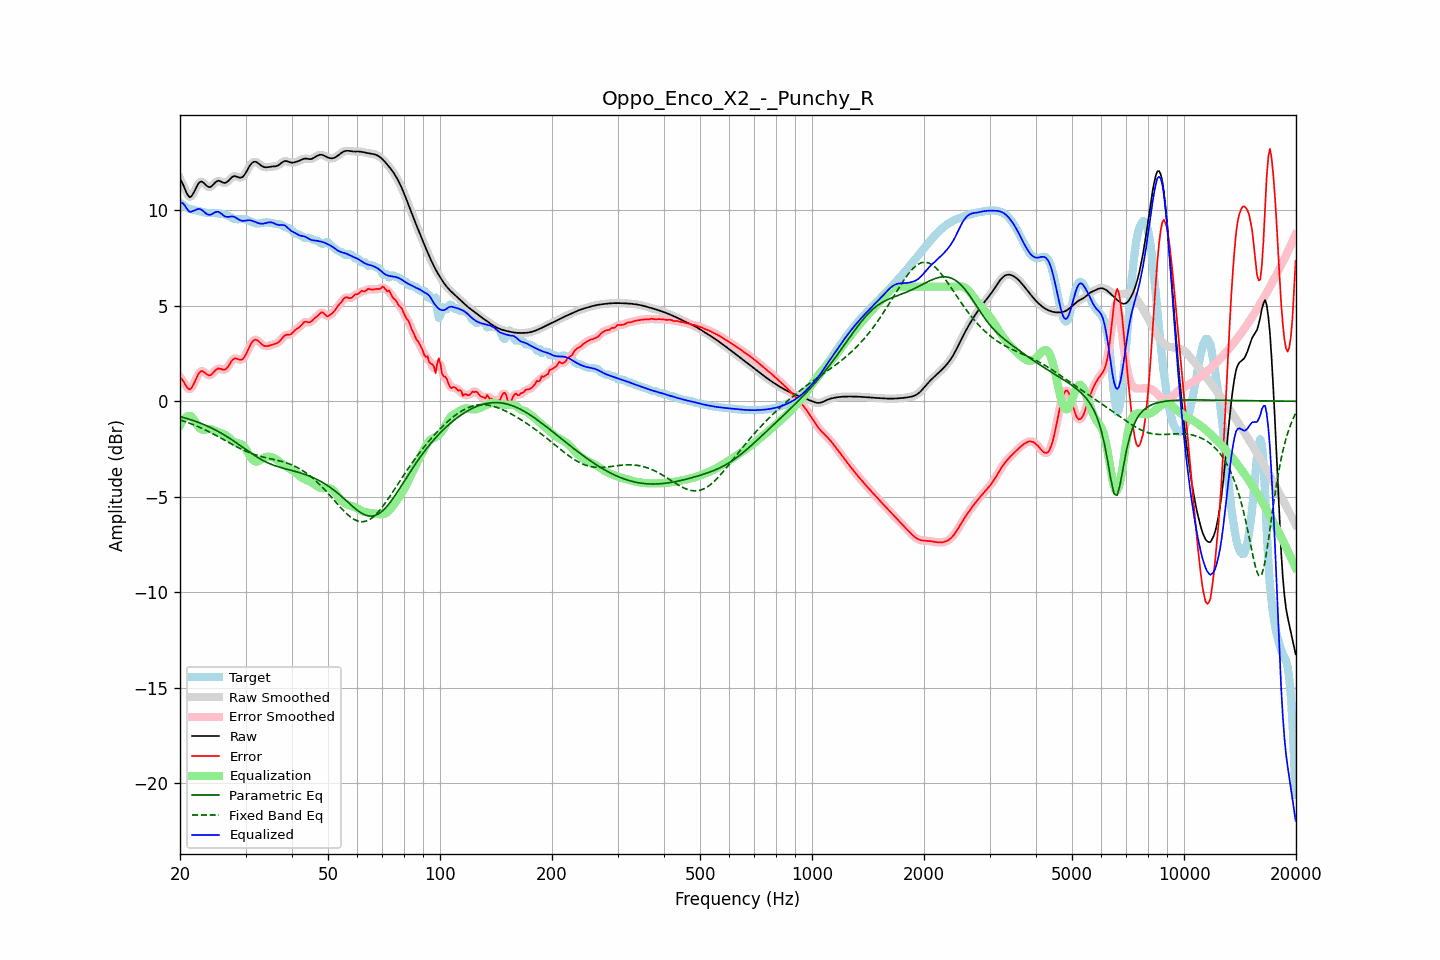 Oppo_Enco_X2_-_Punchy_R
Amplitude (dBr)
10
5
0
−5
−10
−15
−20
Target
Raw Smoothed
Error Smoothed
Raw
Error
Equalization
Parametric Eq
Fixed Band Eq
Equalized
20
50
100
200
500
1000
2000
5000
10000
20000
Frequency (Hz)